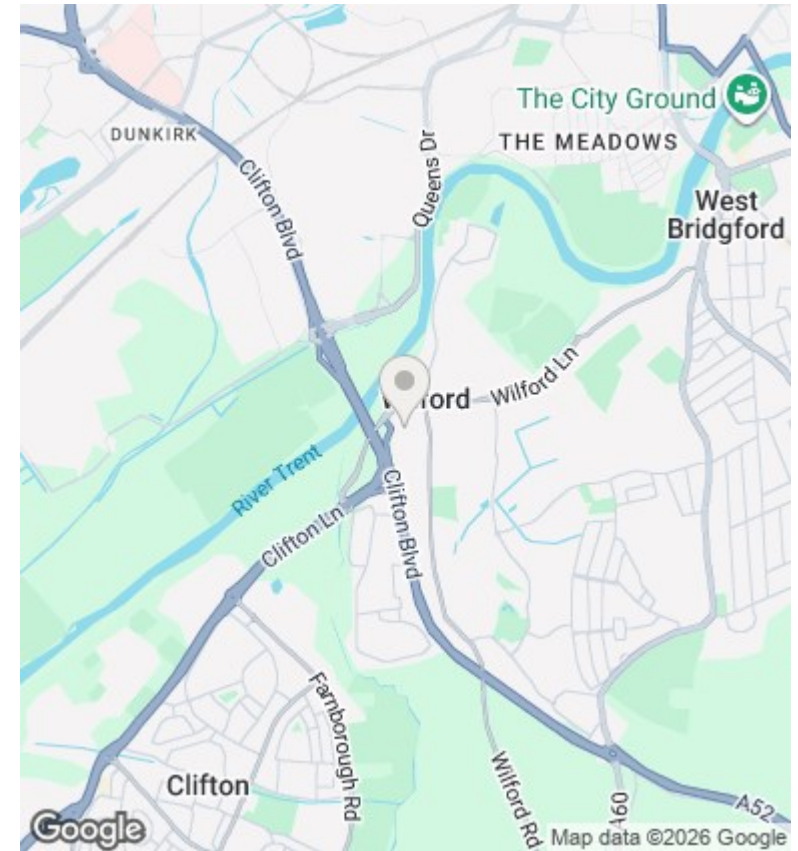 The City Ground
DUNKIRK
THE MEADOWS
Clifton Blvd
Queens Dr
West
Bridgford
Wilford Ln
River Trent
Clifton Ln
Clifton Blvd
Farnborough Rd
Clifton
Wilford Rd
A60
A52
Google
Map data ©2026 Google